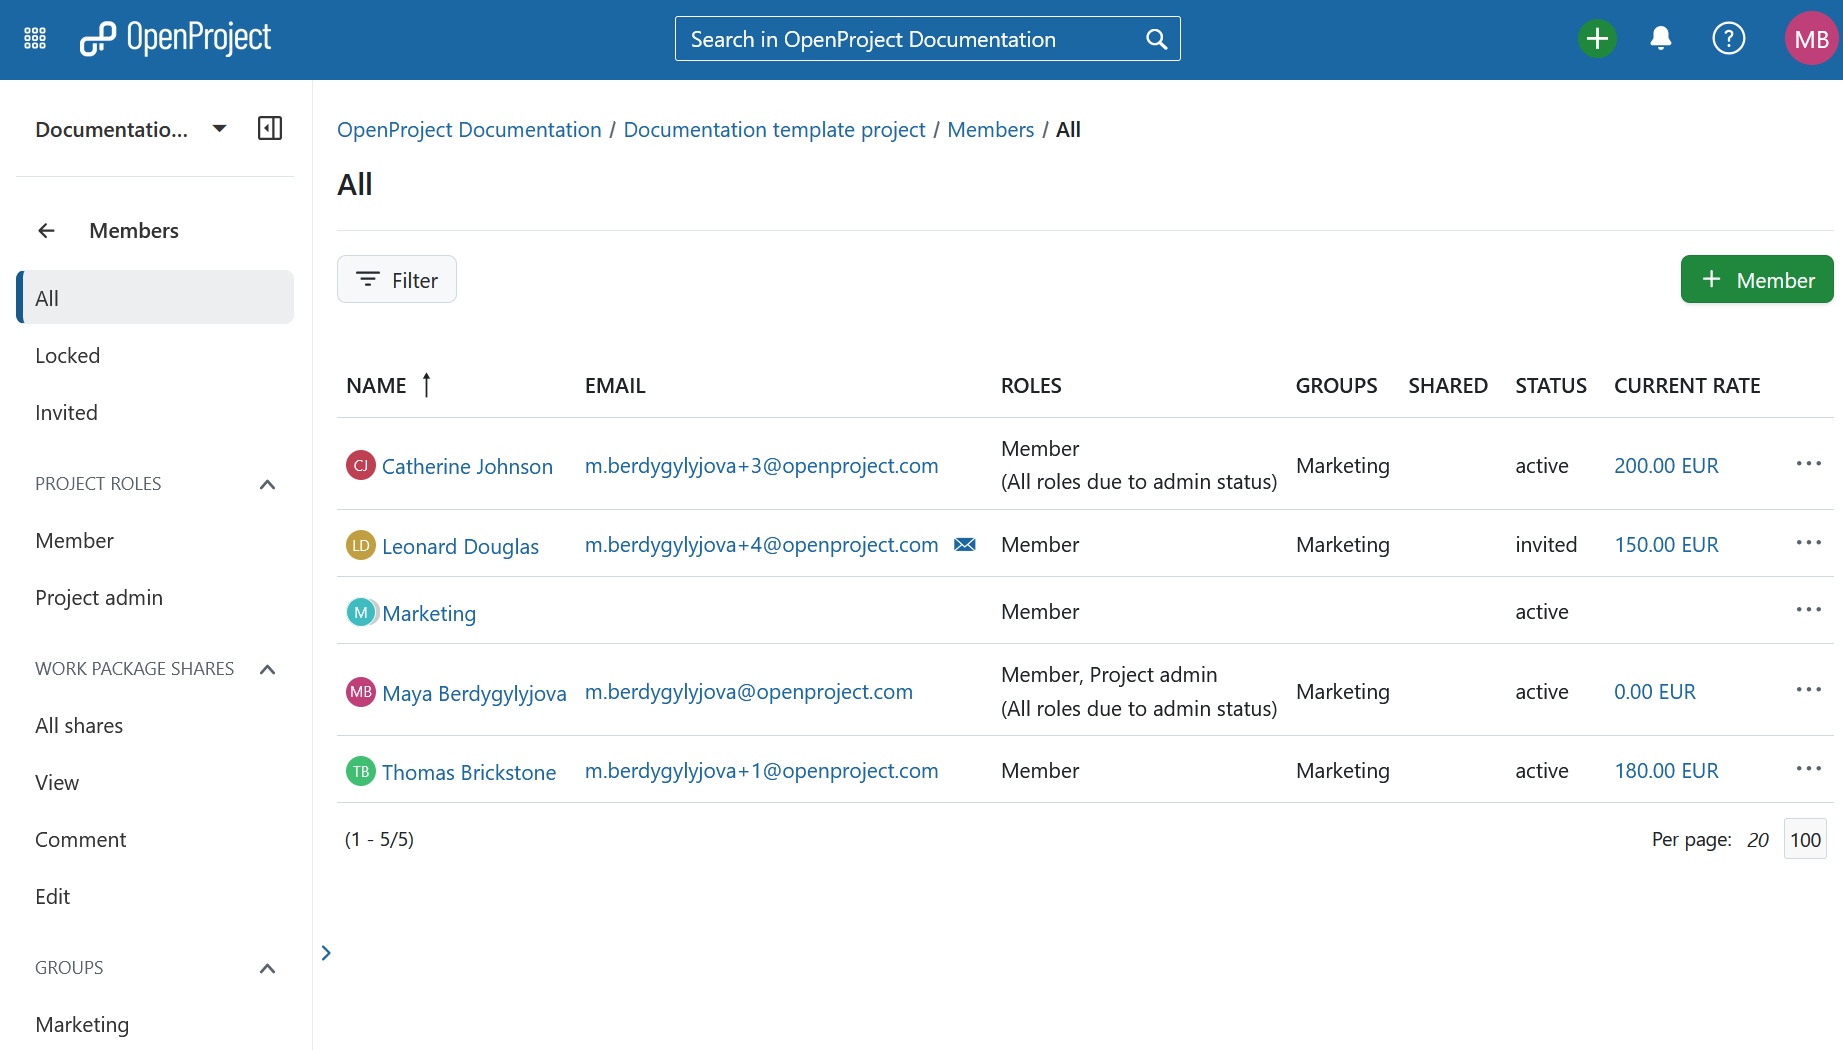 OpenProject
Search in OpenProject Documentation
MB
Documentatio...
OpenProject Documentation / Documentation template project / Members / All
All
Members
All
Locked
Invited
PROJECT ROLES
Member
Project admin
WORK PACKAGE SHARES
All shares
View
Comment
Edit
GROUPS
Marketing
Filter
+ Member
NAME EMAIL ROLES GROUPS SHARED STATUS CURRENT RATE
CJ Catherine Johnson m.berdygylyjova+3@openproject.com Member Marketing active 200.00 EUR
(All roles due to admin status)
LD Leonard Douglas m.berdygylyjova+4@openproject.com Member Marketing invited 150.00 EUR
M Marketing Member active
MB Maya Berdygylyjova m.berdygylyjova@openproject.com Member, Project admin Marketing active 0.00 EUR
(All roles due to admin status)
TB Thomas Brickstone m.berdygylyjova+1@openproject.com Member Marketing active 180.00 EUR
(1 - 5/5)
Per page: 20 100